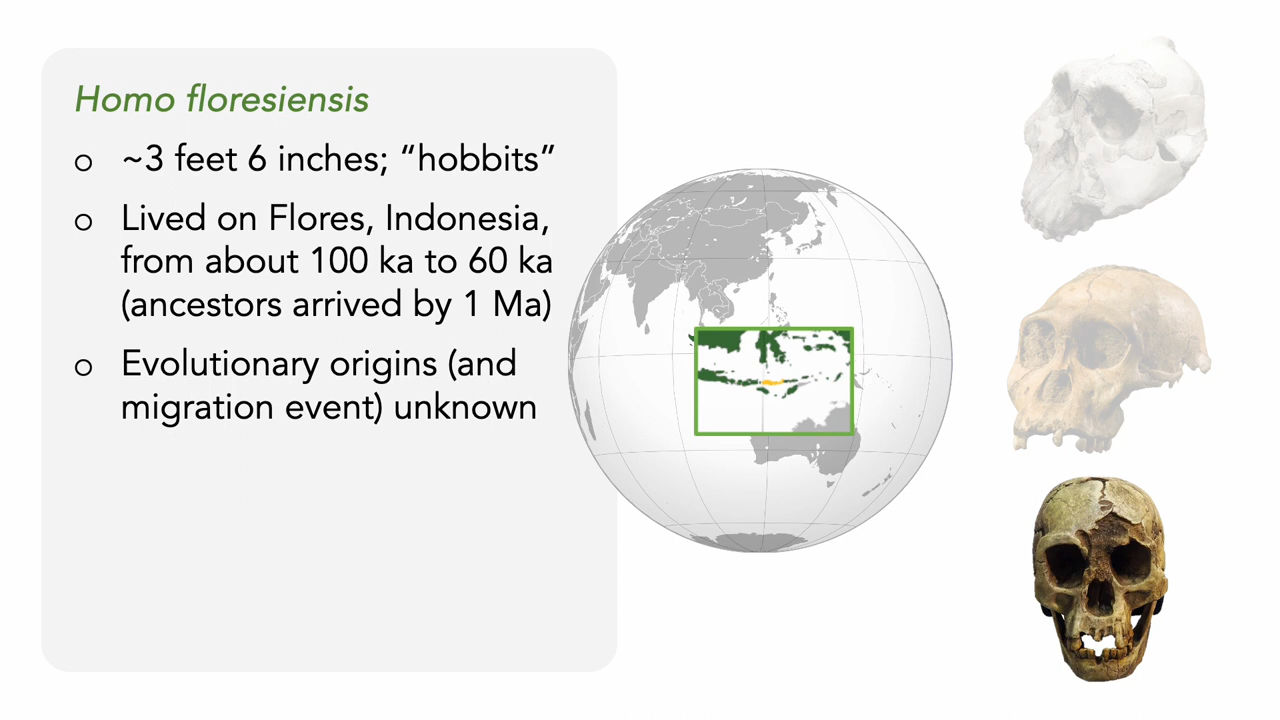 Homo floresiensis
○ ~3 feet 6 inches; “hobbits”
○ Lived on Flores, Indonesia,
from about 100 ka to 60 ka
(ancestors arrived by 1 Ma)
○ Evolutionary origins (and
migration event) unknown